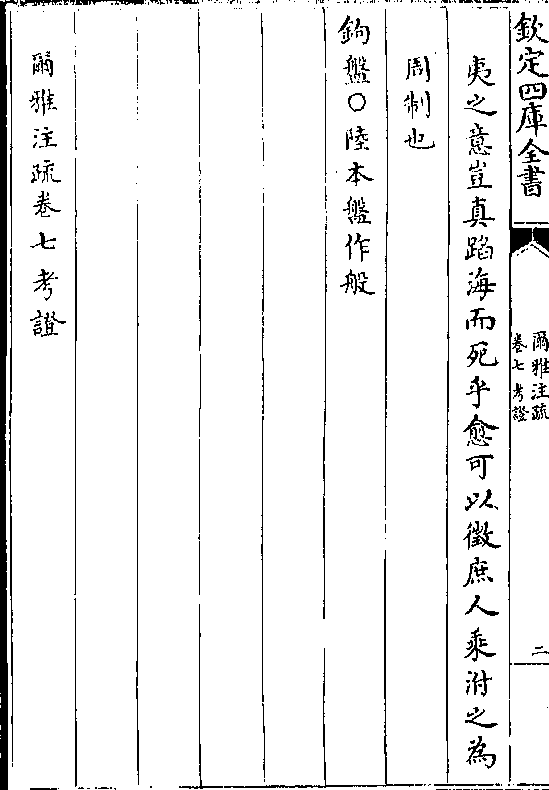 欽定四庫全書
爾雅注疏
卷七考證
二
夷之意豈真蹈海而死乎愈可以徵庶人乘泭之為
周制也
鉤盤○陸本盤作般
爾雅注疏卷七考證